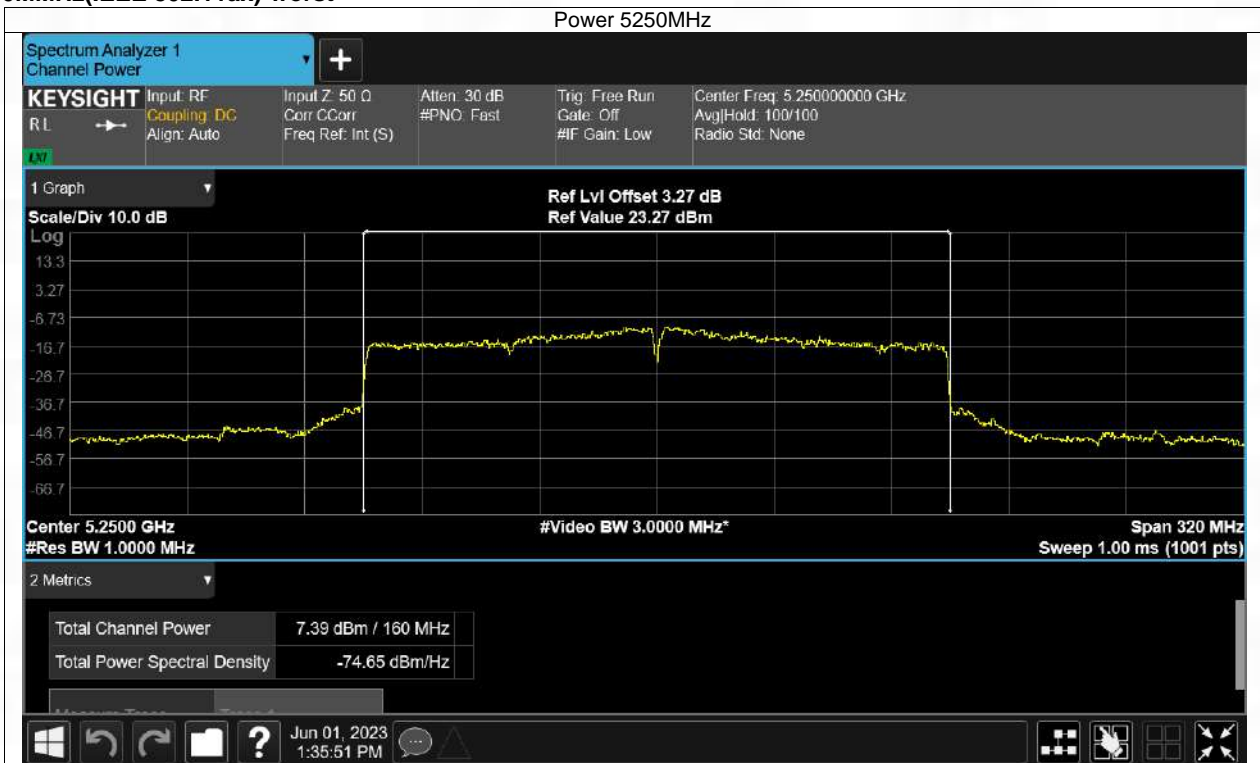 Power 5250MHz
Spectrum Analyzer 1
Channel Power
+
KEYSIGHT
RL
LXI
Input: RF
Coupling: DC
Align: Auto
Input Z: 50 Ω
Corr CCorr
Freq Ref: Int (S)
Atten: 30 dB
#PNO: Fast
Trig: Free Run
Gate: Off
#IF Gain: Low
Center Freq: 5.250000000 GHz
Avg|Hold: 100/100
Radio Std: None
1 Graph
Scale/Div 10.0 dB
Ref Lvl Offset 3.27 dB
Ref Value 23.27 dBm
Log
13.3
3.27
-6.73
-16.7
-26.7
-36.7
-46.7
-56.7
-66.7
Center 5.2500 GHz
#Video BW 3.0000 MHz*
Span 320 MHz
#Res BW 1.0000 MHz
Sweep 1.00 ms (1001 pts)
2 Metrics
Total Channel Power 7.39 dBm / 160 MHz
Total Power Spectral Density -74.65 dBm/Hz
?
Jun 01, 2023
1:35:51 PM